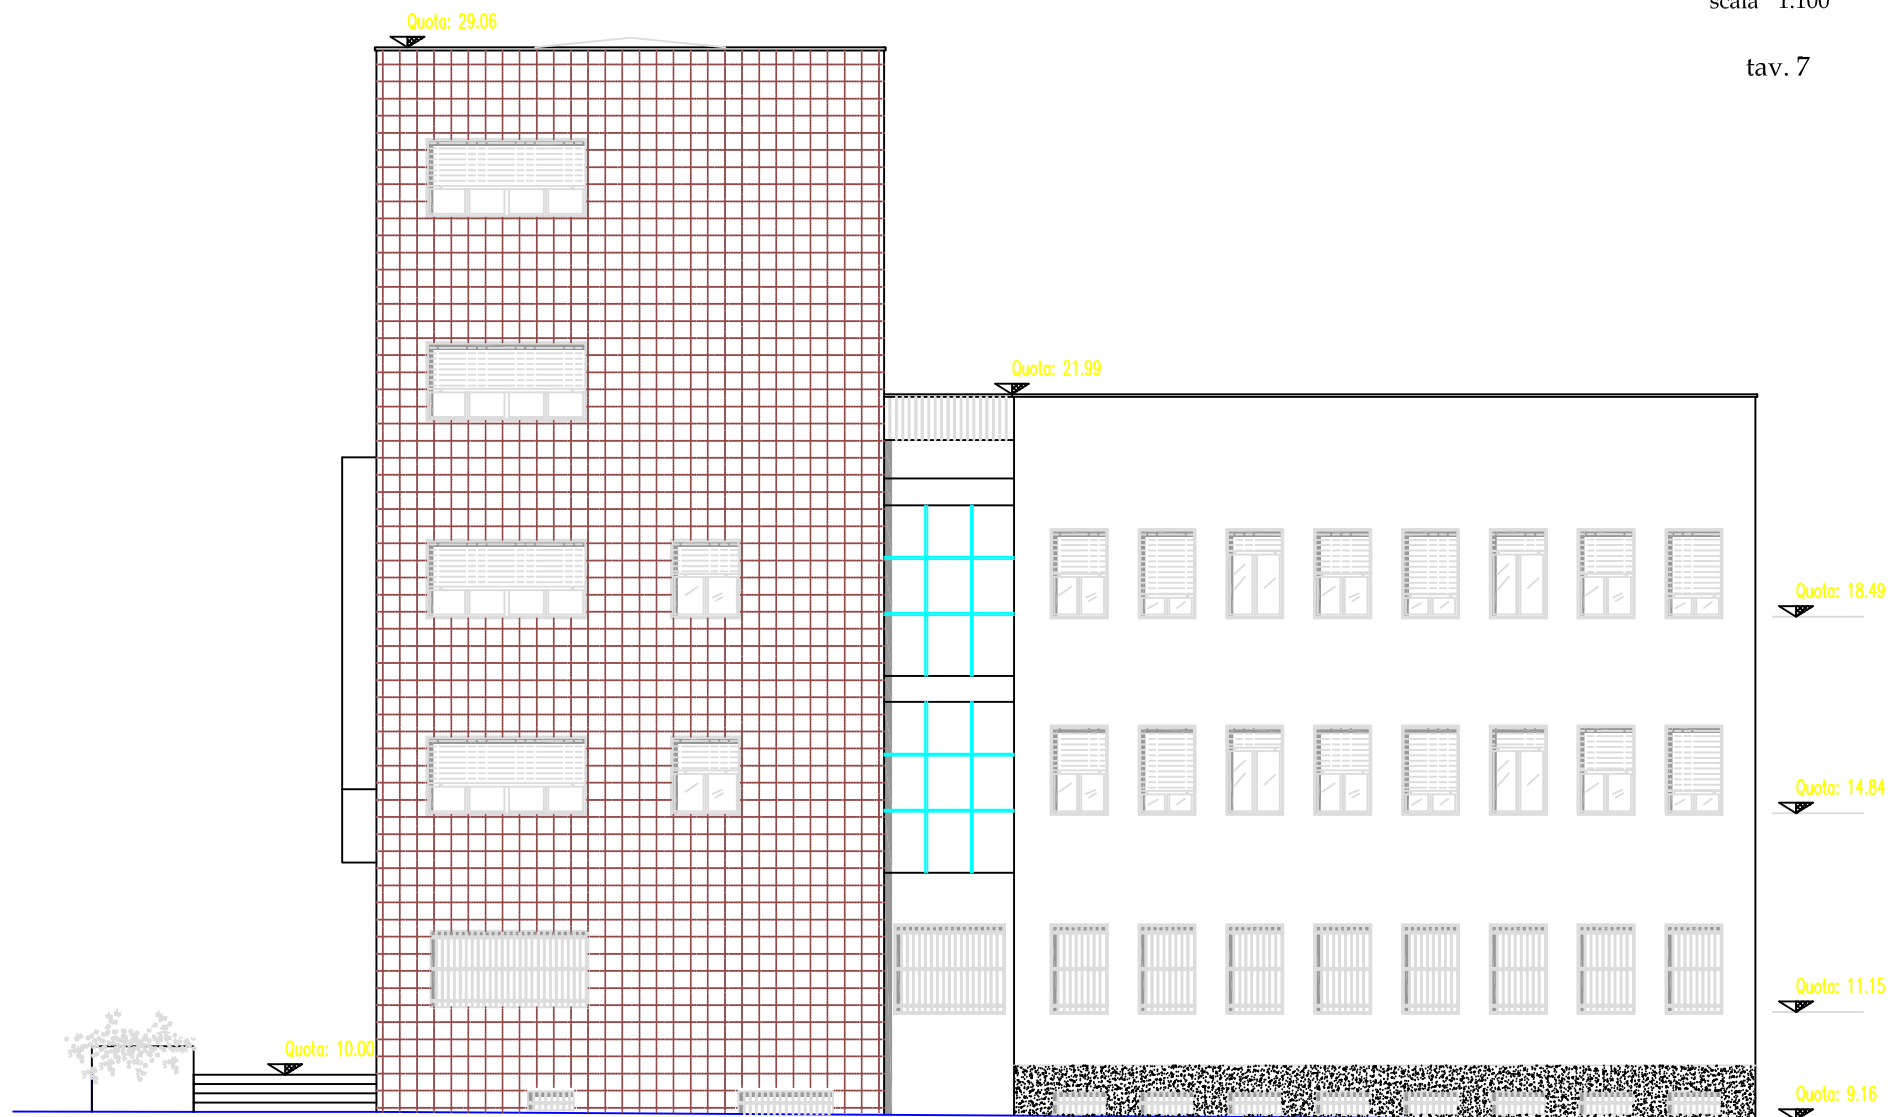 scala 1:100
tav. 7
Quota: 29.06
Quota: 21.99
Quota: 18.49
Quota: 14.84
Quota: 11.15
Quota: 10.00
Quota: 9.16